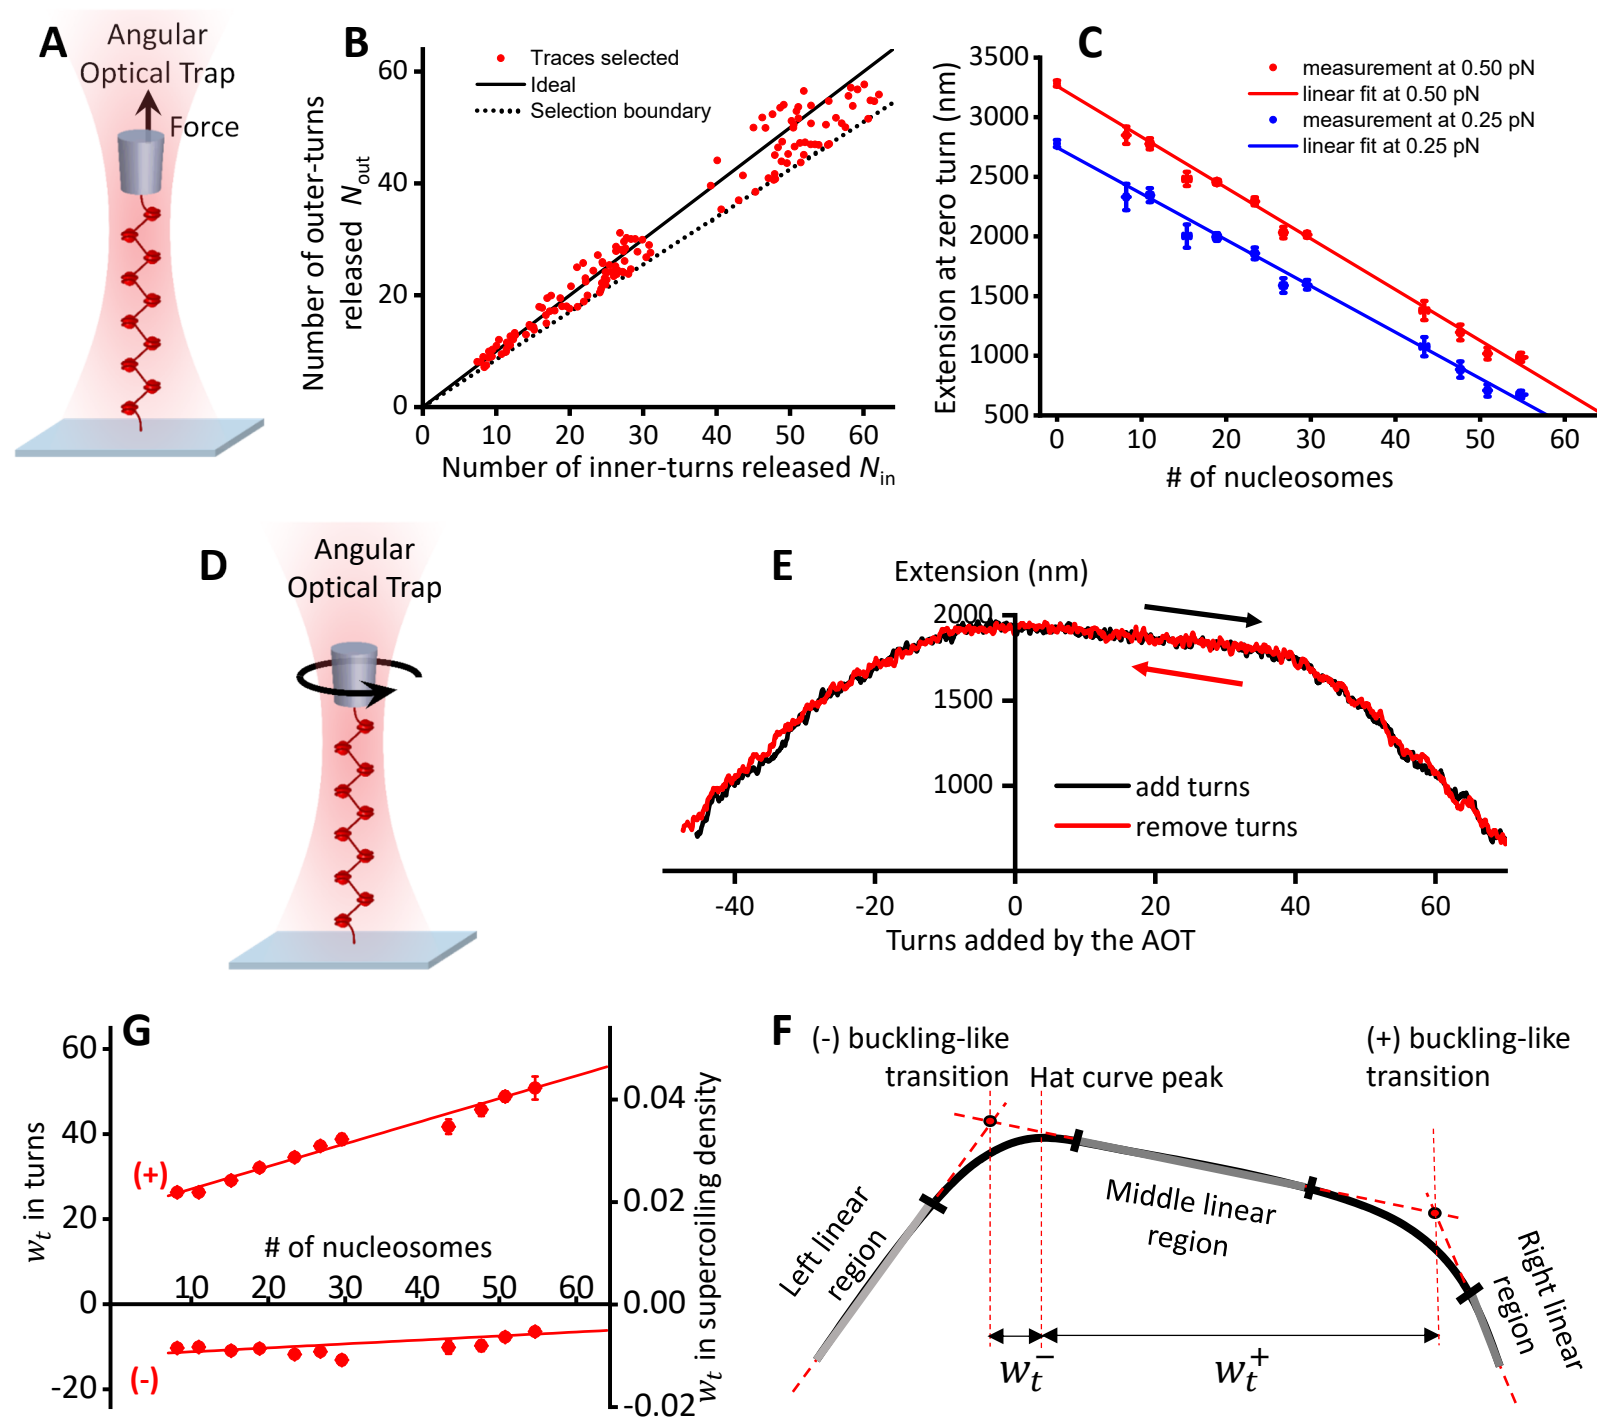 A
Angular
Optical Trap
Force
B
Number of outer-turns
released Nout
60
40
20
0
Traces selected
Ideal
Selection boundary
0 10 20 30 40 50 60
Number of inner-turns released Nin
C
Extension at zero turn (nm)
3500
3000
2500
2000
1500
1000
500
measurement at 0.50 pN
linear fit at 0.50 pN
measurement at 0.25 pN
linear fit at 0.25 pN
0 10 20 30 40 50 60
# of nucleosomes
D
Angular
Optical Trap
E
Extension (nm)
2000
1500
1000
add turns
remove turns
-40 -20 0 20 40 60
Turns added by the AOT
G
wt in turns
60
40
20
0
-20
(+)
# of nucleosomes
10 20 30 40 50 60
(-)
0.04
0.02
0.00
-0.02
wt in supercoiling density
F
(-) buckling-like
transition
Hat curve peak
(+) buckling-like
transition
Left linear
region
Middle linear
region
Right linear
region
wt−
wt+